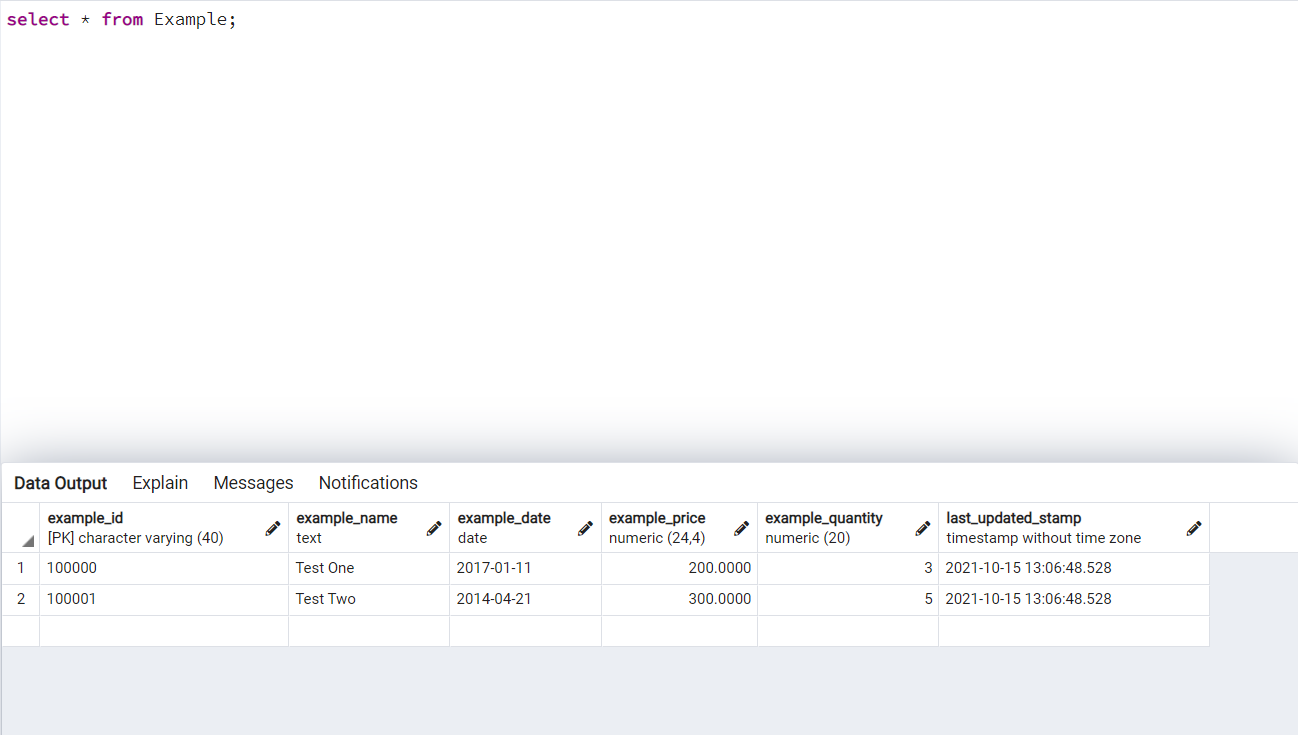 select * from Example;
Data Output Explain Messages Notifications
example_id example_name example_date example_price example_quantity last_updated_stamp
[PK] character varying (40) text date numeric (24,4) numeric (20) timestamp without time zone
1 100000 Test One 2017-01-11 200.0000 3 2021-10-15 13:06:48.528
2 100001 Test Two 2014-04-21 300.0000 5 2021-10-15 13:06:48.528